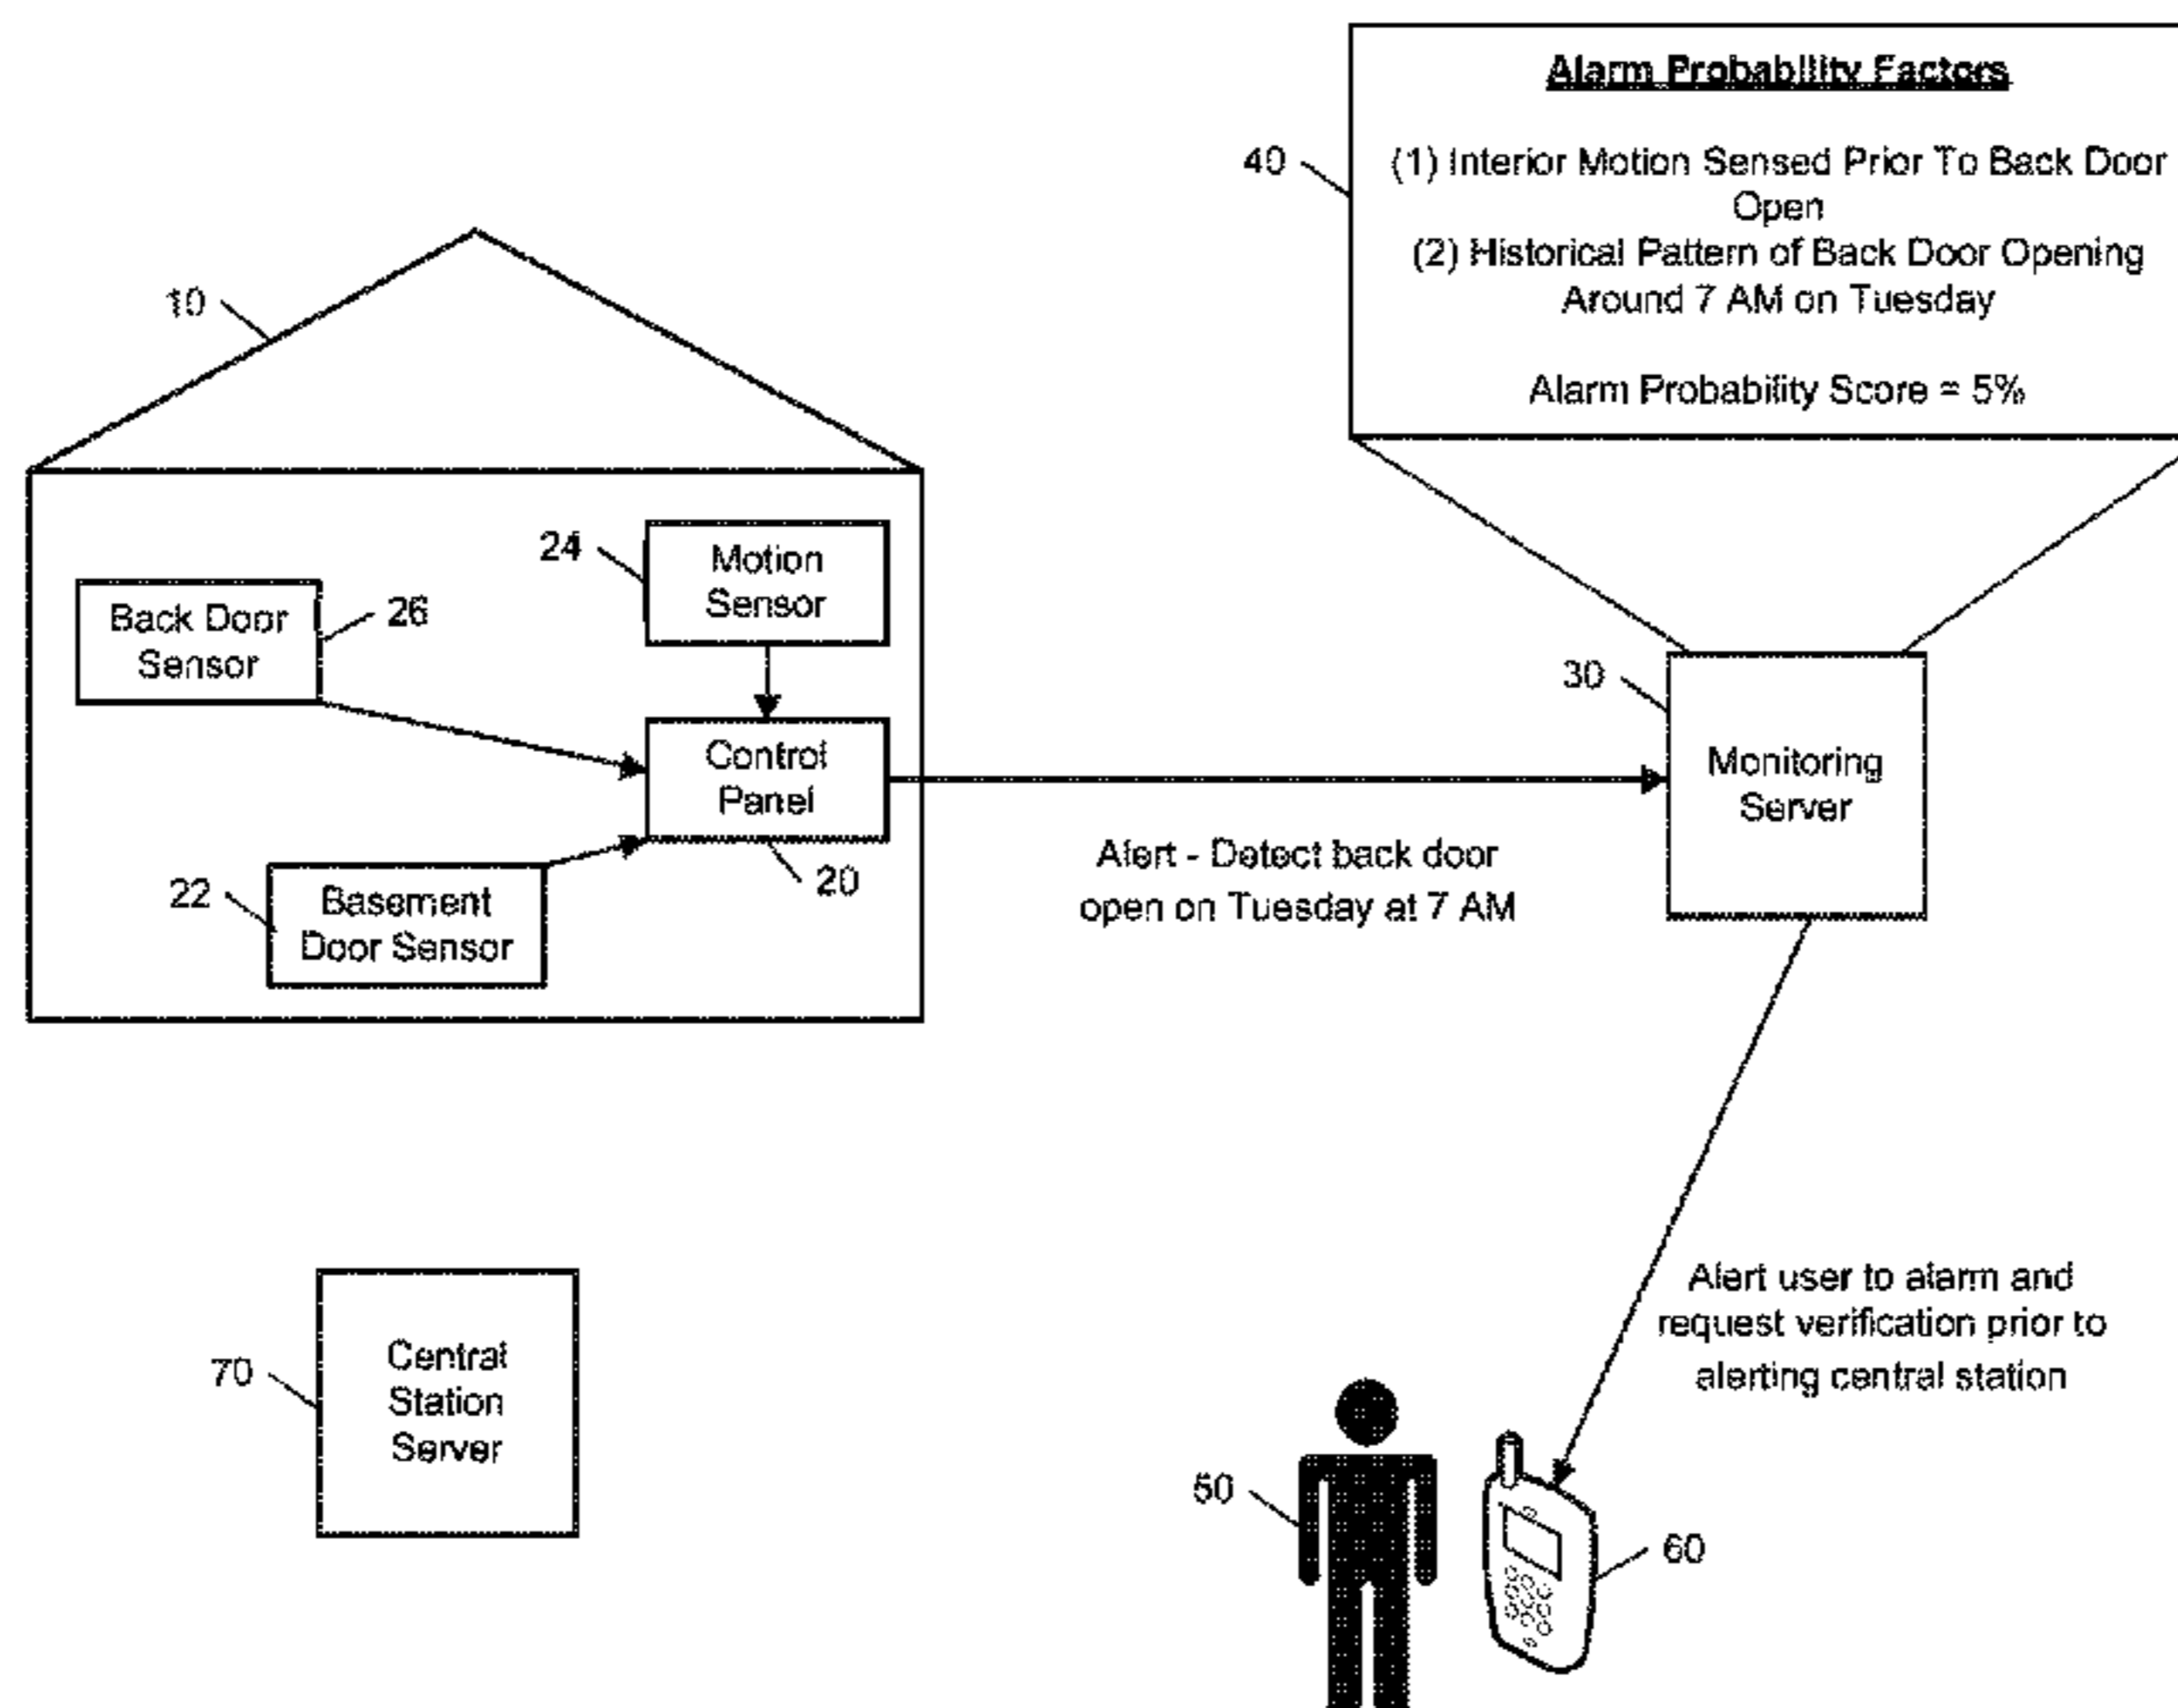 Alarm Probability Factors
40
(1) Interior Motion Sensed Prior To Back Door
Open
(2) Historical Pattern of Back Door Opening
Around 7 AM on Tuesday
Alarm Probability Score = 5%
10
24
Motion
Sensor
Back Door
Sensor
26
30
Monitoring
Server
Control
Panel
20
Alert - Detect back door
open on Tuesday at 7 AM
22
Basement
Door Sensor
Alert user to alarm and
request verification prior to
alerting central station
70
Central
Station
Server
50
60